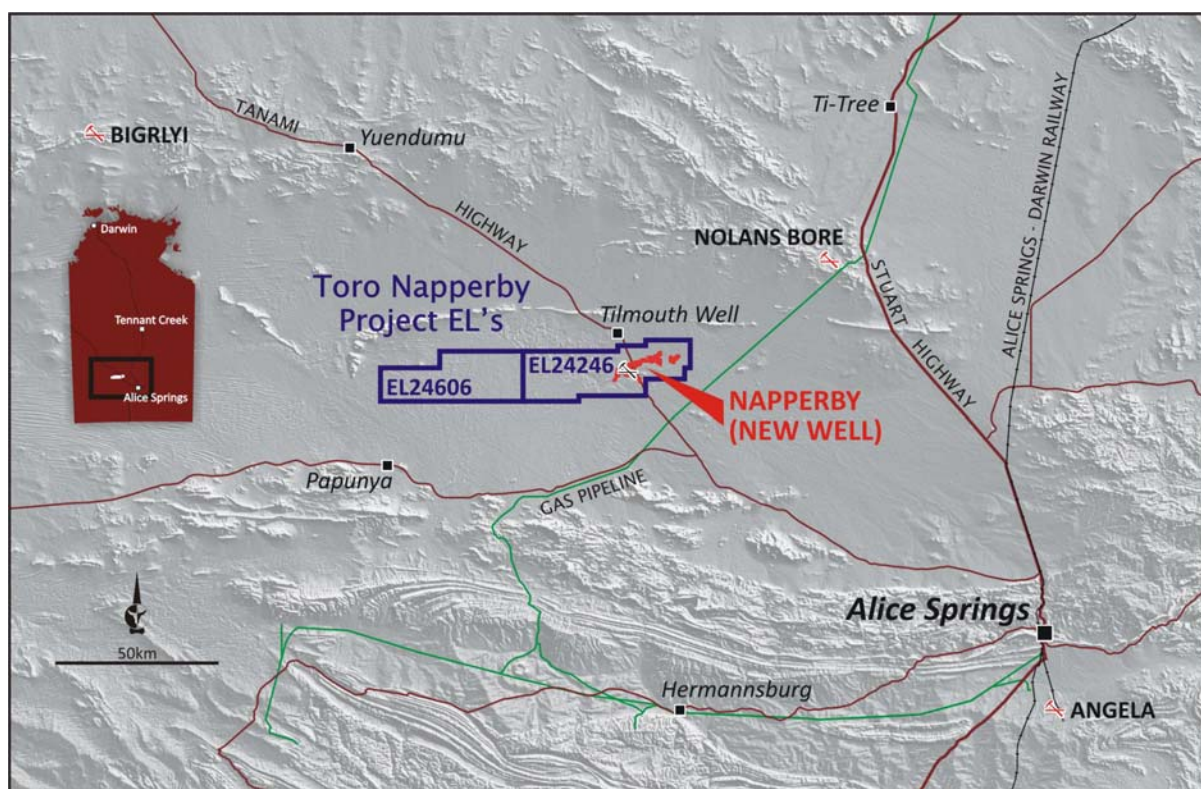 Ti-Tree
BIGRLYI
TANAMI
Yuendumu
HIGHWAY
ALICE SPRINGS - DARWIN RAILWAY
Darwin
NOLANS BORE
STUART
HIGHWAY
Toro Napperby
Project EL's
Tennant Creek
Tilmouth Well
EL24606
EL24246
Alice Springs
NAPPERBY
(NEW WELL)
Papunya
GAS PIPELINE
Alice Springs
50km
Hermannsburg
ANGELA